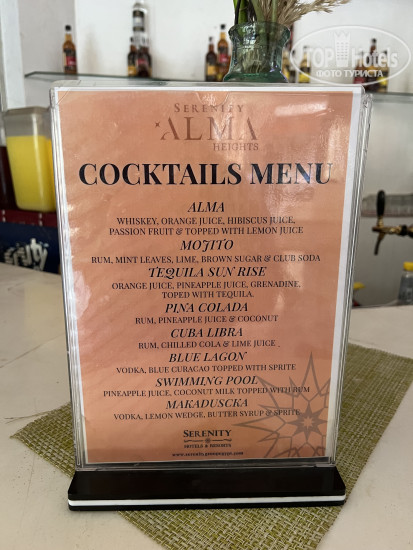 Top Hotels
ФОТО ТУРИСТА
SERENITY
ALMA
HEIGHTS
COCKTAILS MENU
ALMA
WHISKEY, ORANGE JUICE, HIBISCUS JUICE,
PASSION FRUIT & TOPPED WITH LEMON JUICE
MOJITO
RUM, MINT LEAVES, LIME, BROWN SUGAR & CLUB SODA
TEQUILA SUN RISE
ORANGE JUICE, PINEAPPLE JUICE, GRENADINE,
TOPED WITH TEQUILA.
PINA COLADA
RUM, PINEAPPLE JUICE & COCONUT
CUBA LIBRA
RUM, CHILLED COLA & LIME JUICE
BLUE LAGON
VODKA, BLUE CURACAO TOPPED WITH SPRITE
SWIMMING POOL
PINEAPPLE JUICE, COCONUT MILK TOPPED WITH RUM
MAKADUSCKA
VODKA, LEMON WEDGE, BUTTER SYRUP & SPRITE
SERENITY
HOTELS & RESORTS